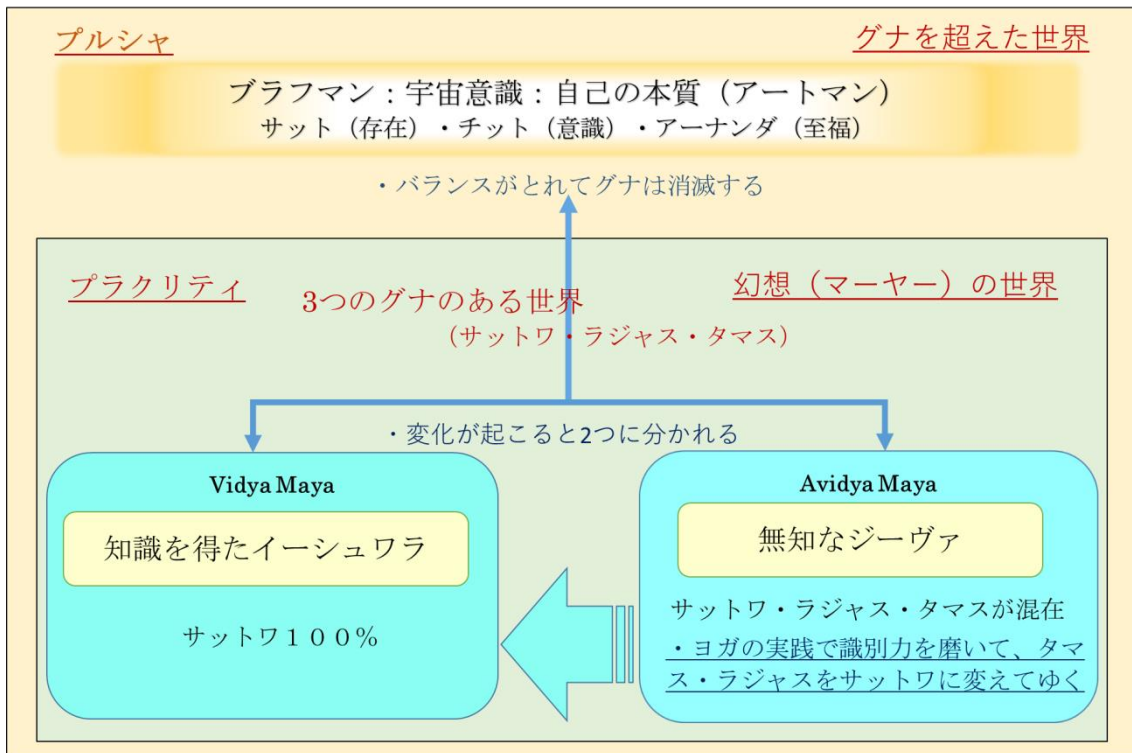 プルシャ
グナを超えた世界
ブラフマン：宇宙意識：自己の本質（アートマン）
サット（存在）・チット（意識）・アーナンダ（至福）
・バランスがとれてグナは消滅する
プラクリティ
3つのグナのある世界
幻想（マーヤー）の世界
（サットワ・ラジャス・タマス）
・変化が起こると2つに分かれる
Vidya Maya
知識を得たイーシュワラ
サットワ１００％
Avidya Maya
無知なジーヴァ
サットワ・ラジャス・タマスが混在
・ヨガの実践で識別力を磨いて、タマ
ス・ラジャスをサットワに変えてゆく